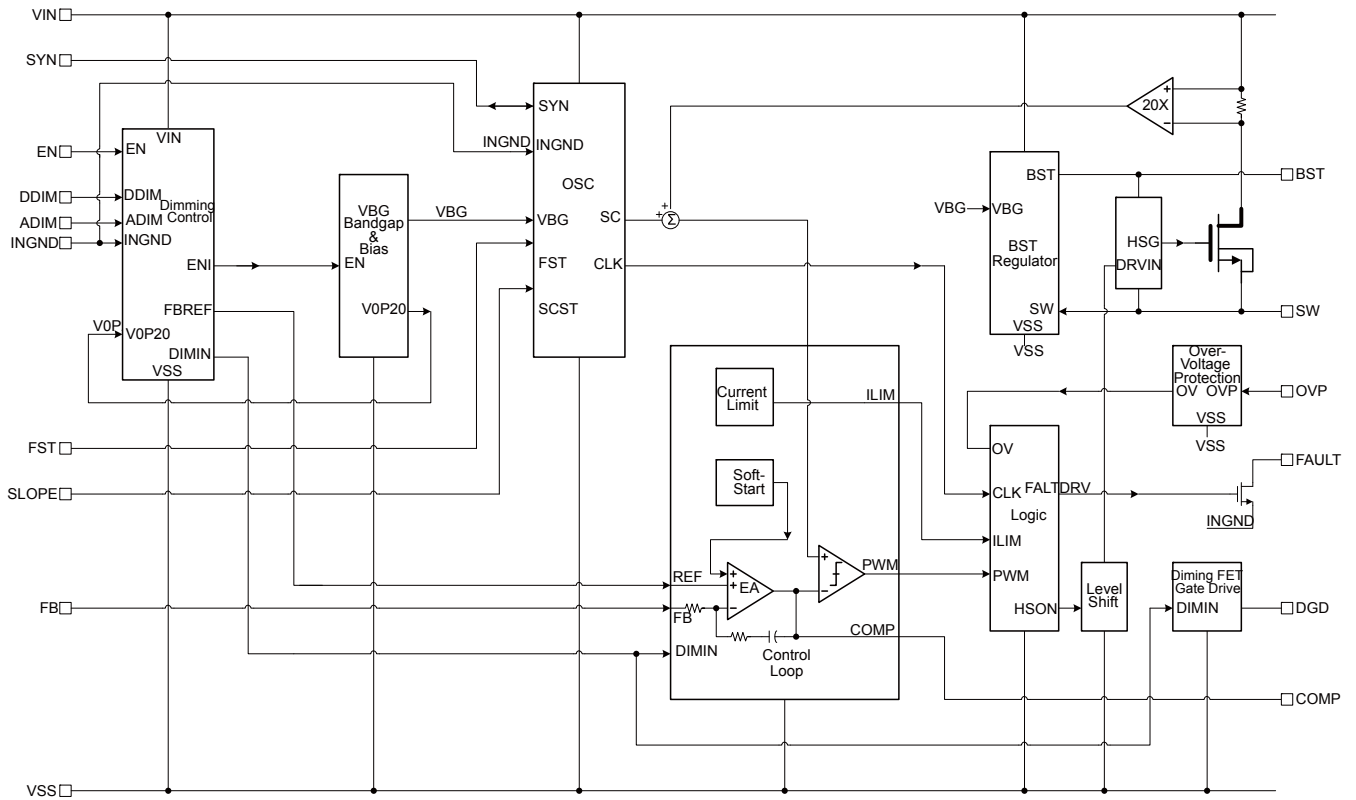 VIN
SYN
EN
DDIM
ADIM
INGND
FST
SLOPE
FB
VSS
VIN
EN
DDIM
Dimming
Control
ADIM
INGND
ENI
FBREF
V0P
V0P20
DIMIN
VSS
VBG
Bandgap
&
Bias
EN
V0P20
VBG
SYN
INGND
INGND
OSC
VBG
SC
FST
CLK
SCST
+
+
Σ
20X
+
−
VBG
BST
VBG
BST
Regulator
SW
VSS
VSS
HSG
DRVIN
BST
SW
Over-
Voltage
Protection
OV OVP
VSS
VSS
OVP
FAULT
INGND
Current
Limit
ILIM
Soft-
Start
REF
+
+
EA
−
FB
+
−
PWM
COMP
DIMIN
Control
Loop
OV
CLK
FALTDRV
Logic
ILIM
PWM
HSON
Level
Shift
Diming FET
Gate Drive
DIMIN
DGD
COMP